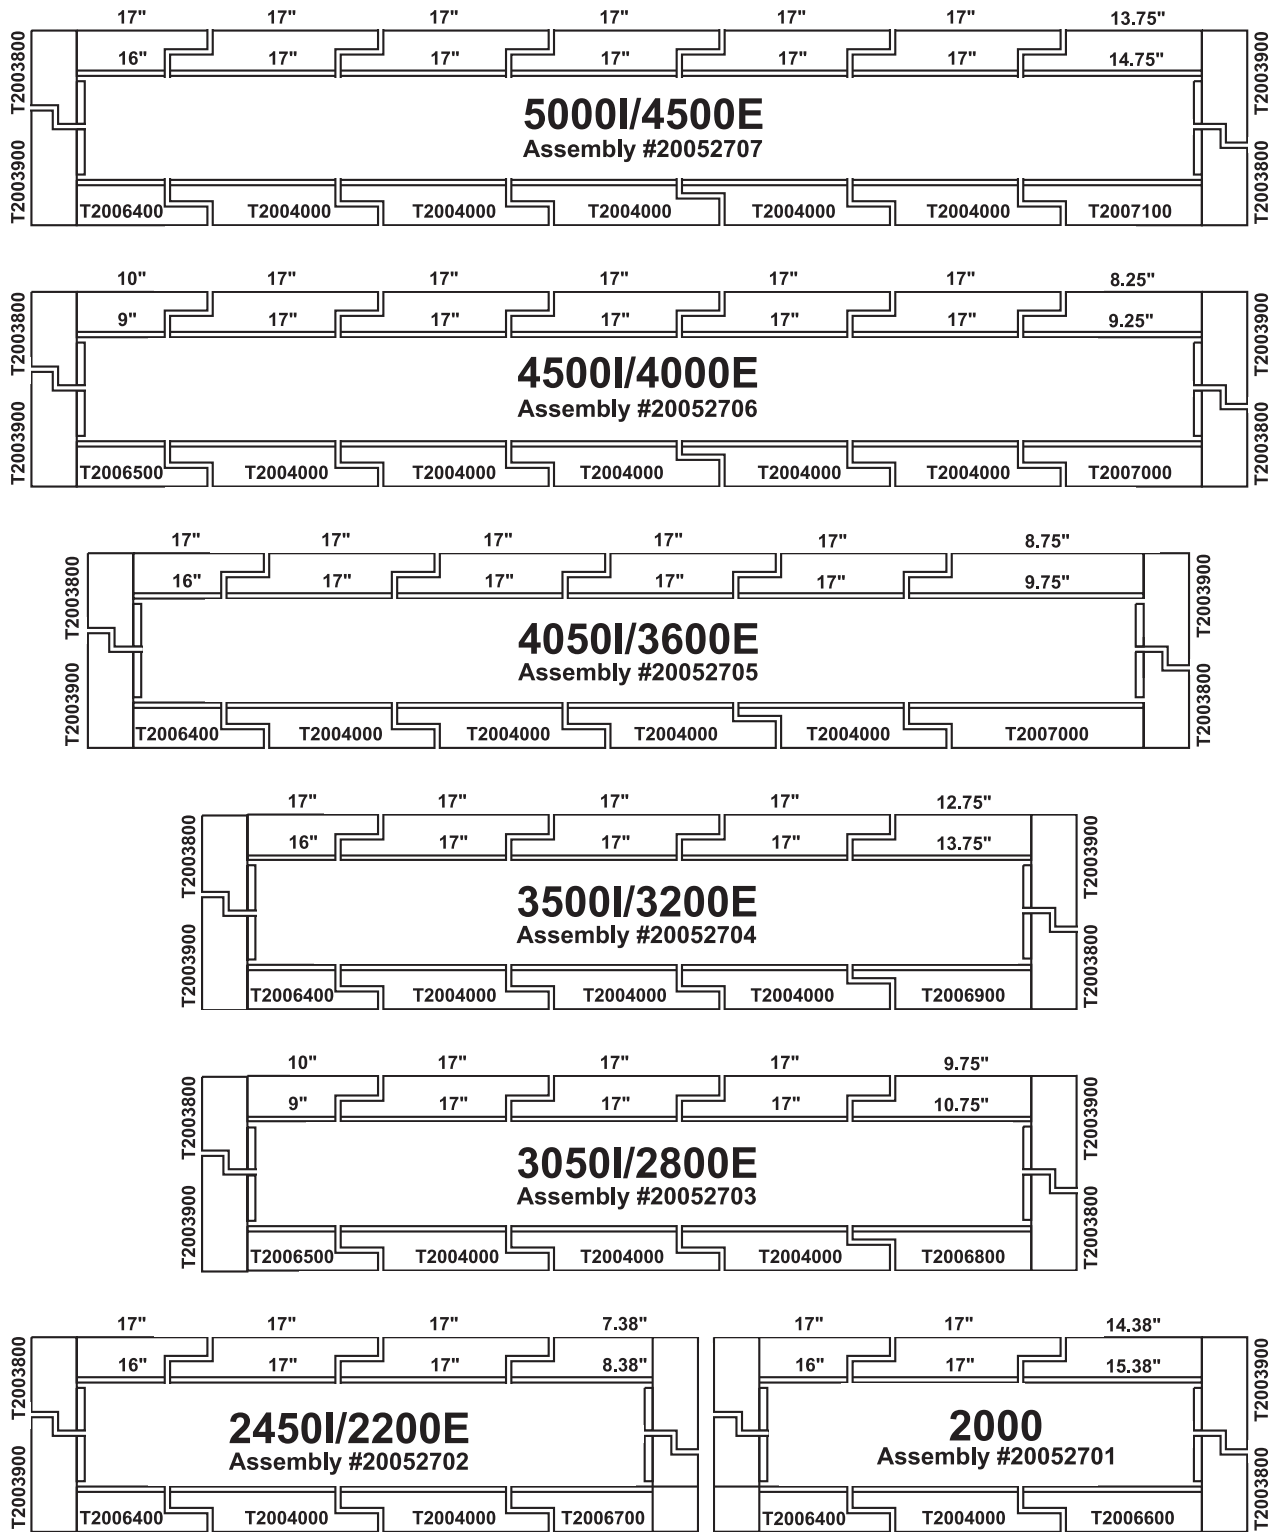 17" 17" 17" 17" 17" 17" 13.75"
16" 17" 17" 17" 17" 17" 14.75"
T2003800
T2003900
5000I/4500E
Assembly #20052707
T2003900
T2003800
T2006400 T2004000 T2004000 T2004000 T2004000 T2004000 T2007100
10" 17" 17" 17" 17" 17" 8.25"
9" 17" 17" 17" 17" 17" 9.25"
T2003800
T2003900
4500I/4000E
Assembly #20052706
T2003900
T2003800
T2006500 T2004000 T2004000 T2004000 T2004000 T2004000 T2007000
17" 17" 17" 17" 17" 8.75"
16" 17" 17" 17" 17" 9.75"
T2003800
T2003900
4050I/3600E
Assembly #20052705
T2003900
T2003800
T2006400 T2004000 T2004000 T2004000 T2004000 T2007000
17" 17" 17" 17" 12.75"
16" 17" 17" 17" 13.75"
T2003800
T2003900
3500I/3200E
Assembly #20052704
T2003900
T2003800
T2006400 T2004000 T2004000 T2004000 T2006900
10" 17" 17" 17" 9.75"
9" 17" 17" 17" 10.75"
T2003800
T2003900
3050I/2800E
Assembly #20052703
T2003900
T2003800
T2006500 T2004000 T2004000 T2004000 T2006800
17" 17" 17" 7.38"
16" 17" 17" 8.38"
T2003800
T2003900
2450I/2200E
Assembly #20052702
T2006400 T2004000 T2004000 T2006700
17" 17" 14.38"
16" 17" 15.38"
2000
Assembly #20052701
T2003900
T2003800
T2006400 T2004000 T2006600